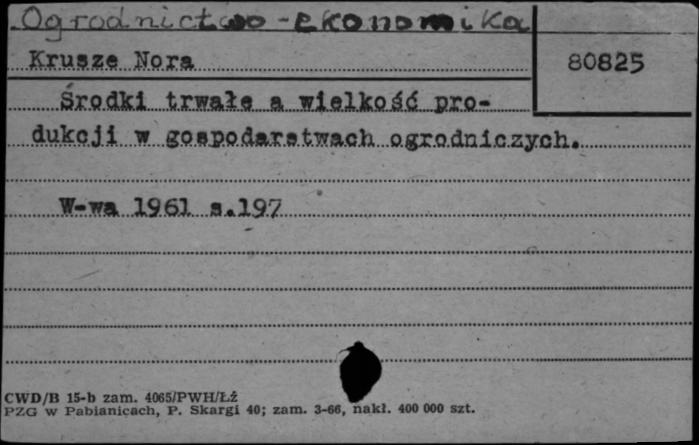 Ogrodnictwo - ekonomika
Krusze Nora
80825
Środki trwałe a wielkość pro-
dukcji w gospodarstwach ogrodniczych.
W-wa 1961 s.197
CWD/B 15-b zam. 4065/PWH/Łż
PZG w Pabianicach, P. Skargi 40; zam. 3-66, nakł. 400 000 szt.